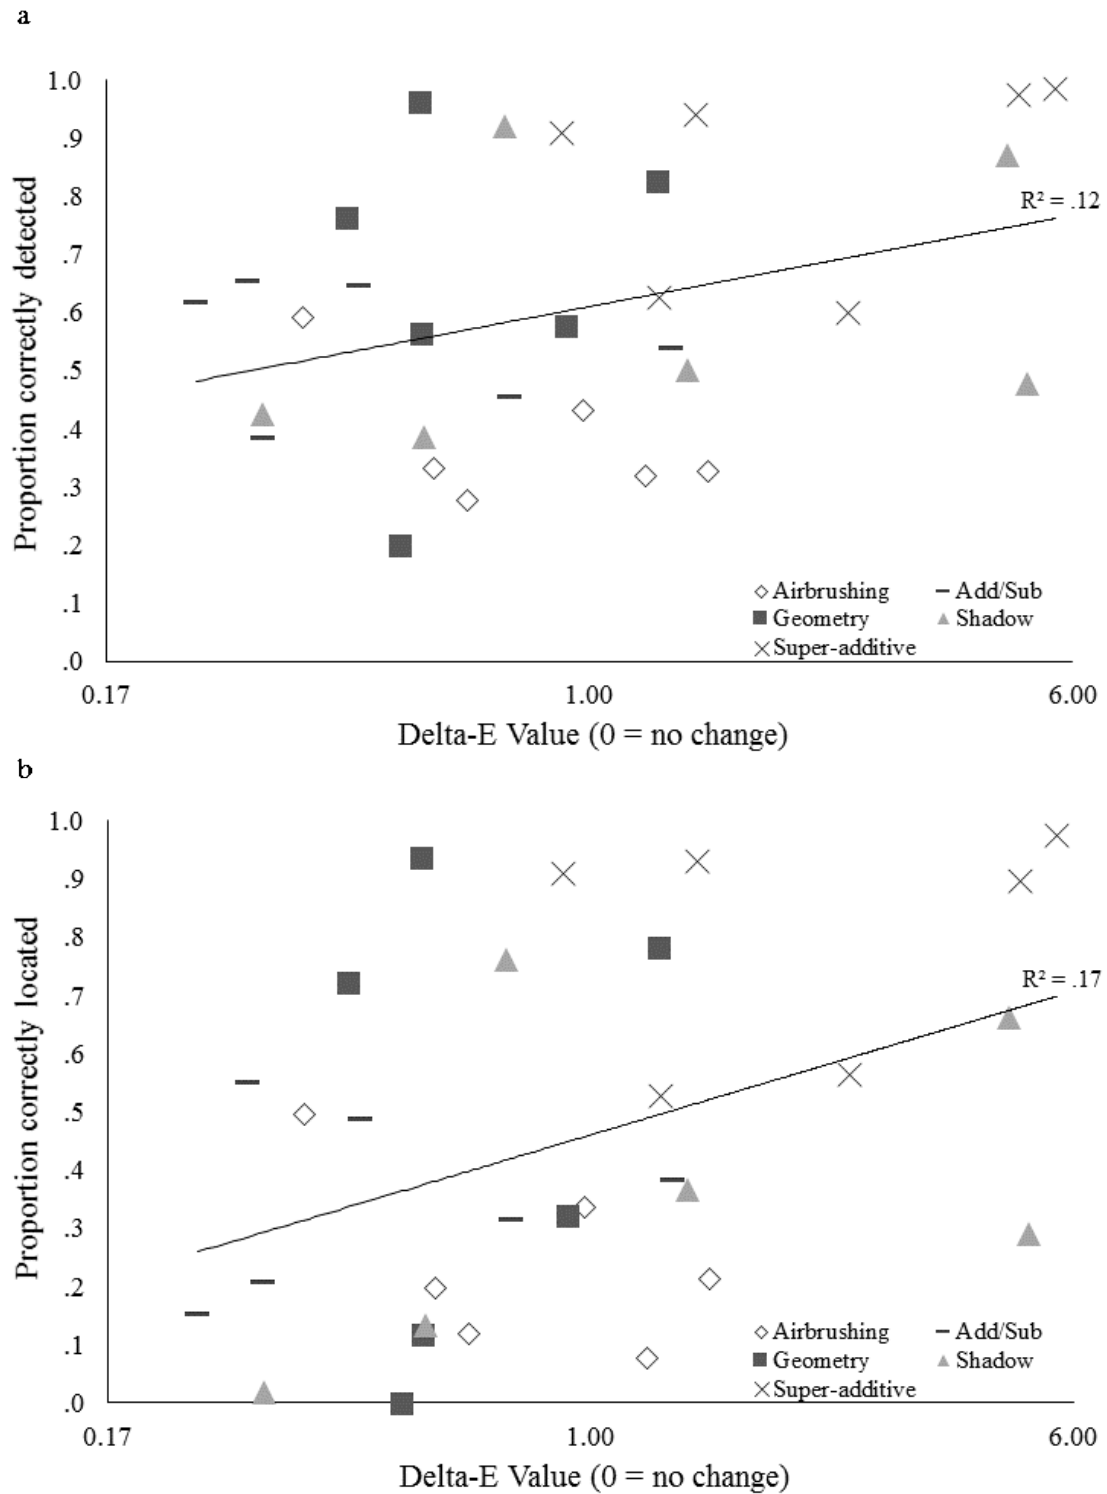 a
1.0
.9
.8
.7
.6
.5
.4
.3
.2
.1
.0
Proportion correctly detected
R² = .12
Airbrushing
Add/Sub
Geometry
Shadow
Super-additive
0.17
1.00
6.00
Delta-E Value (0 = no change)
b
1.0
.9
.8
.7
.6
.5
.4
.3
.2
.1
.0
Proportion correctly located
R² = .17
Airbrushing
Add/Sub
Geometry
Shadow
Super-additive
0.17
1.00
6.00
Delta-E Value (0 = no change)